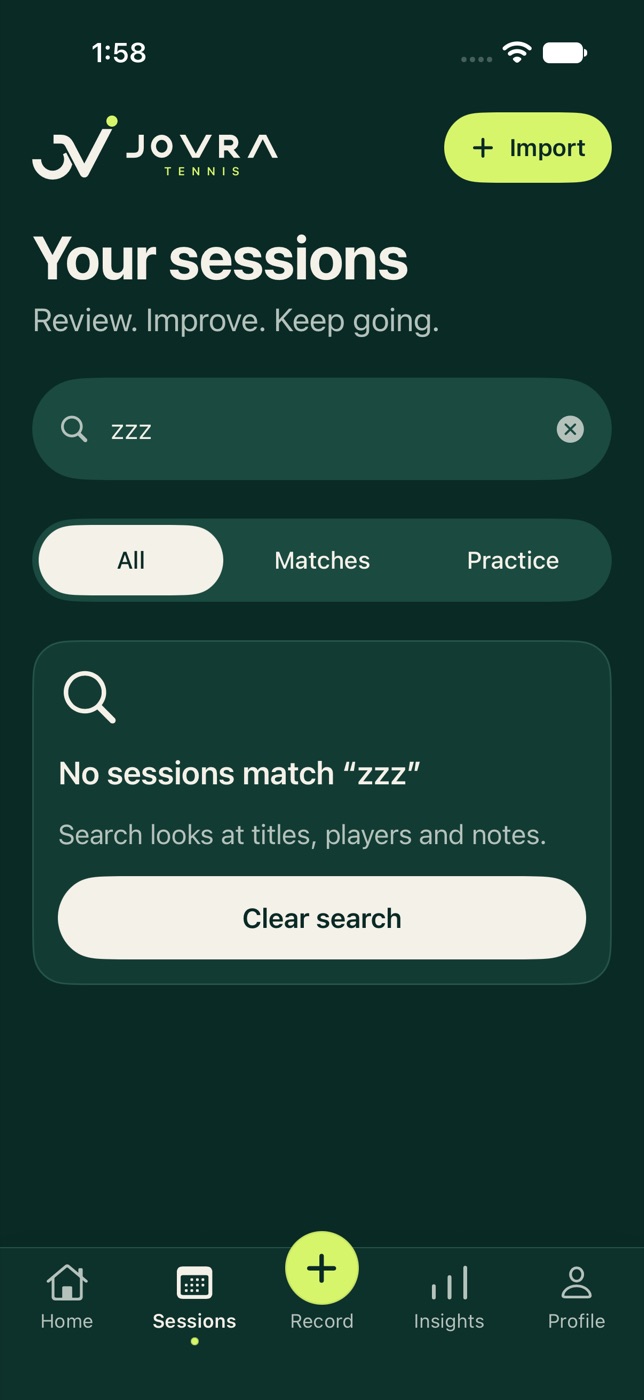 1:58
JOVRA
TENNIS
Import
Your sessions
Review. Improve. Keep going.
zzz
All
Matches
Practice
No sessions match “zzz”
Search looks at titles, players and notes.
Clear search
Home
Sessions
Record
Insights
Profile